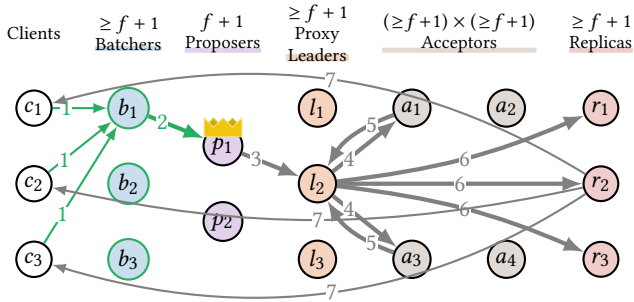 Clients
≥ f + 1
Batchers
f + 1
Proposers
≥ f + 1
Proxy
Leaders
(≥f+1) × (≥f+1)
Acceptors
≥ f + 1
Replicas
7
c1 1 b1 2 l1 5 a1 a2 r1
p1 3 4 6
1
c2 b2 l2 6 r2
1 7 p2 4 6
5
c3 b3 l3 a3 a4 r3
7